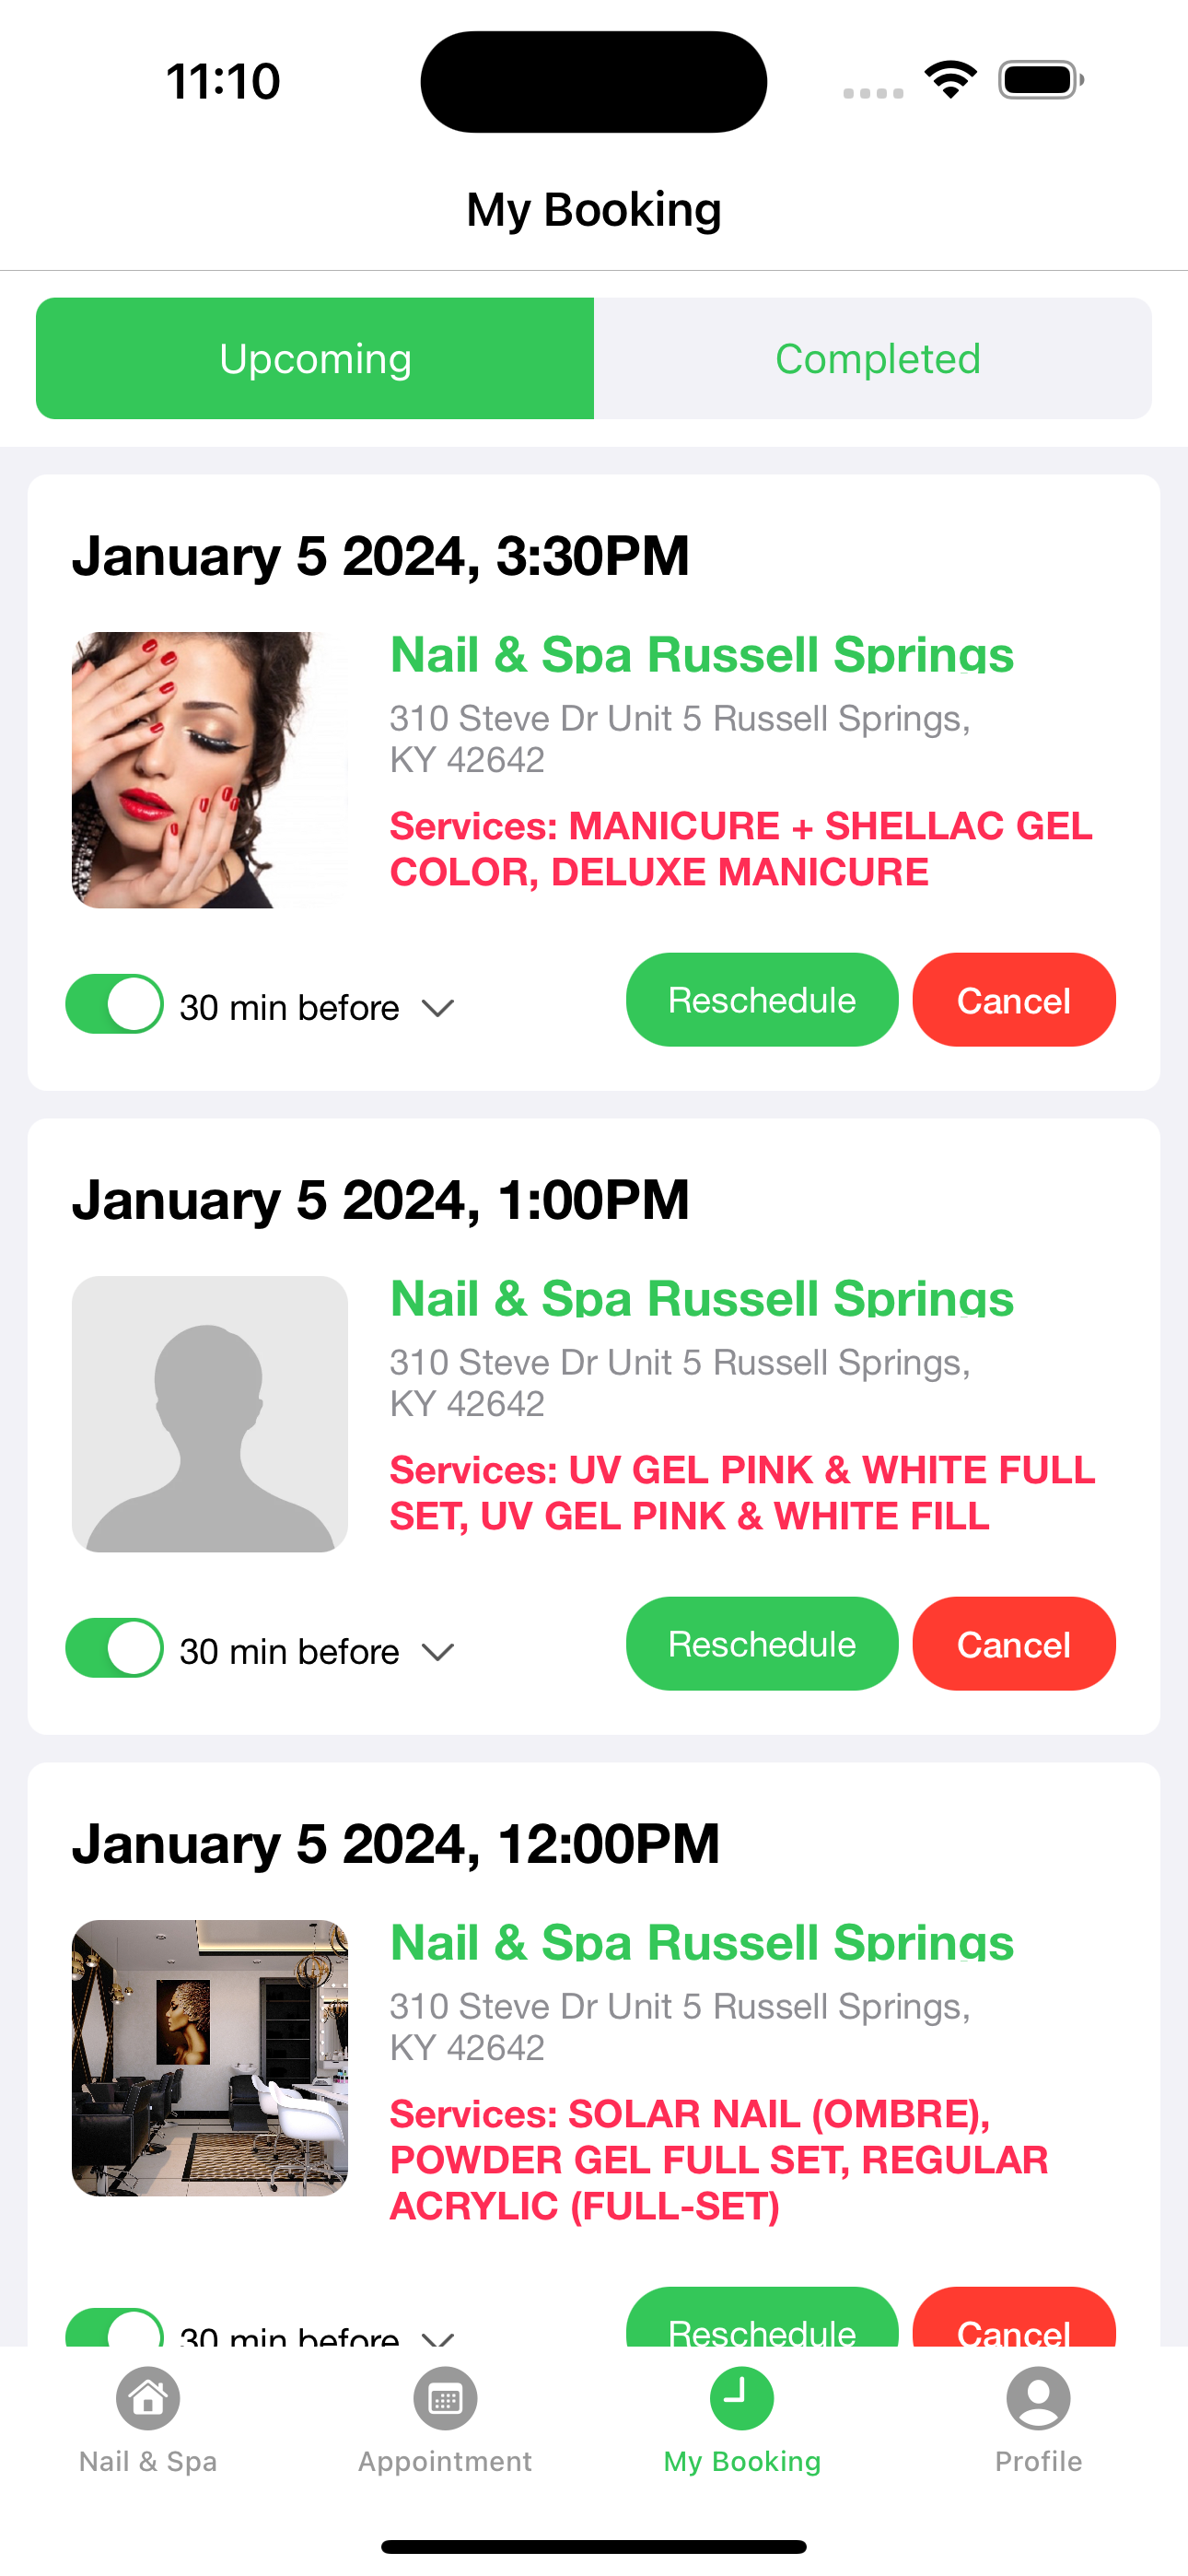 11:10
My Booking
Upcoming
Completed
January 5 2024, 3:30PM
Nail & Spa Russell Springs
310 Steve Dr Unit 5 Russell Springs,
KY 42642
Services: MANICURE + SHELLAC GEL
COLOR, DELUXE MANICURE
30 min before
Reschedule
Cancel
January 5 2024, 1:00PM
Nail & Spa Russell Springs
310 Steve Dr Unit 5 Russell Springs,
KY 42642
Services: UV GEL PINK & WHITE FULL
SET, UV GEL PINK & WHITE FILL
30 min before
Reschedule
Cancel
January 5 2024, 12:00PM
Nail & Spa Russell Springs
310 Steve Dr Unit 5 Russell Springs,
KY 42642
Services: SOLAR NAIL (OMBRE),
POWDER GEL FULL SET, REGULAR
ACRYLIC (FULL-SET)
30 min before
Reschedule
Cancel
Nail & Spa
Appointment
My Booking
Profile